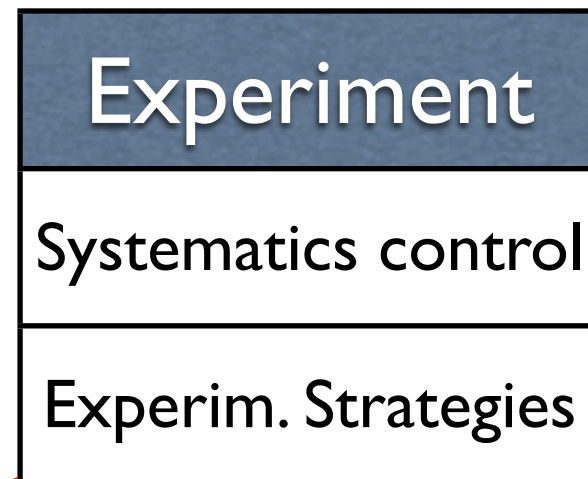 Experiment
Systematics control
Experim. Strategies